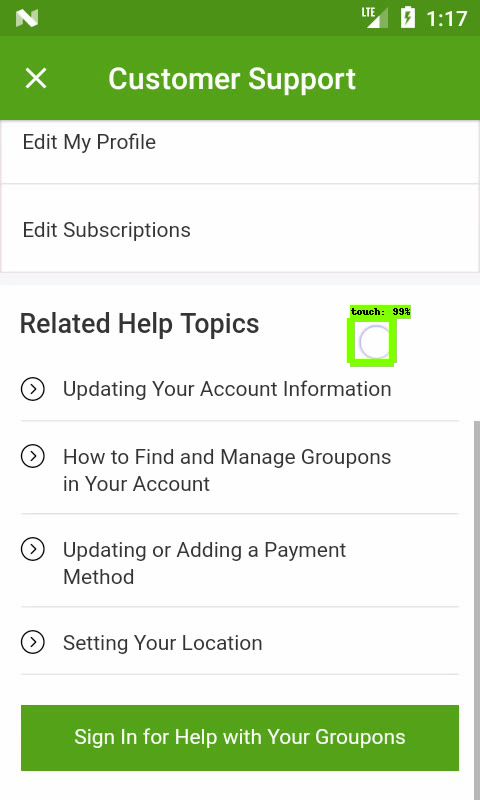 LTE 1:17
Customer Support
Edit My Profile
Edit Subscriptions
touch: 99%
Related Help Topics
Updating Your Account Information
How to Find and Manage Groupons
in Your Account
Updating or Adding a Payment
Method
Setting Your Location
Sign In for Help with Your Groupons